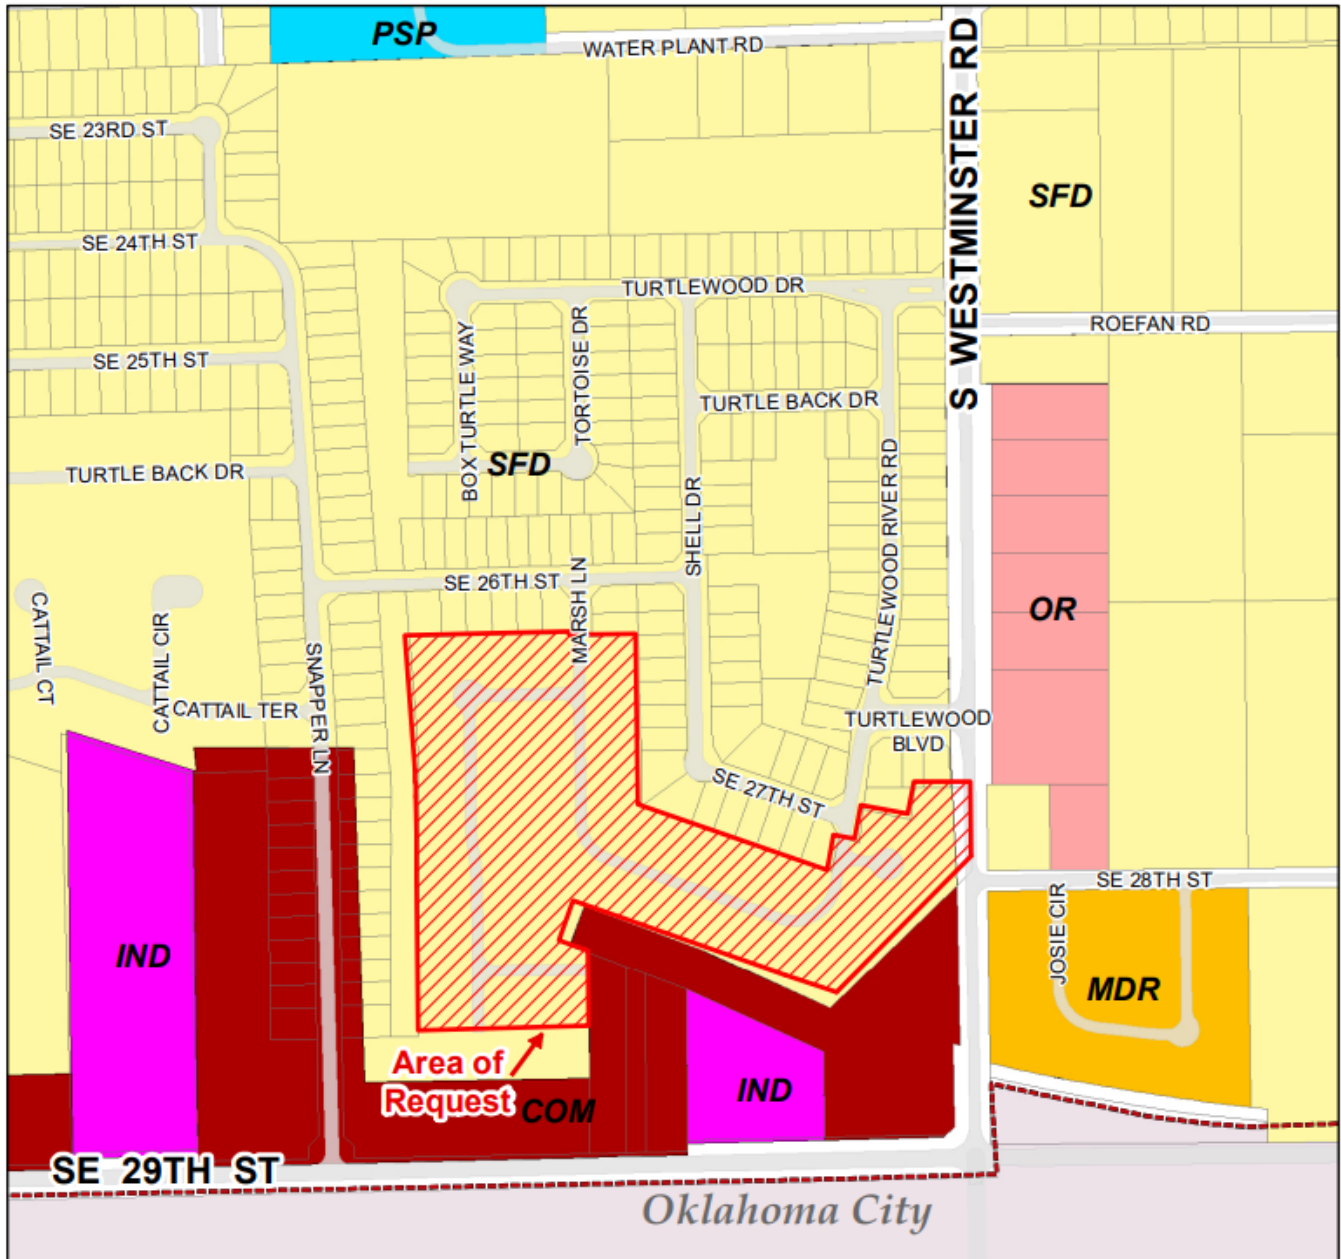 PSP
WATER PLANT RD
S WESTMINSTER RD
SE 23RD ST
SFD
SE 24TH ST
TURTLEWOOD DR
ROEFAN RD
SE 25TH ST
BOX TURTLE WAY
TORTOISE DR
TURTLE BACK DR
SFD
TURTLE BACK DR
SHELL DR
TURTLEWOOD RIVER RD
SE 26TH ST
MARSH LN
OR
CATTAIL CT
CATTAIL CIR
SNAPPER LN
CATTAIL TER
TURTLEWOOD
BLVD
SE 27TH ST
SE 28TH ST
JOSIE CIR
IND
MDR
Area of
Request
COM
IND
SE 29TH ST
Oklahoma City